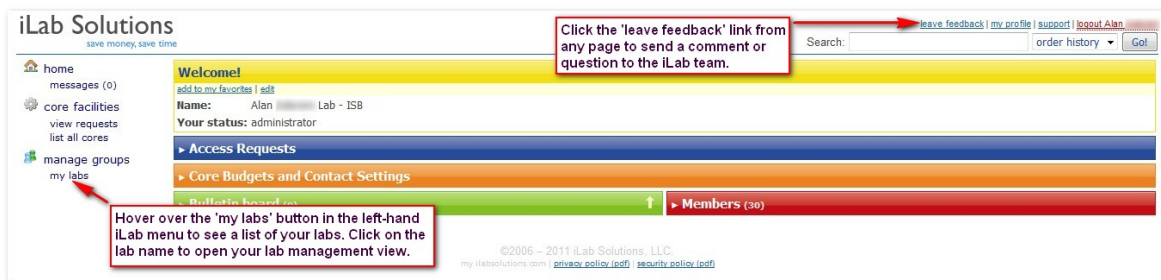 iLab Solutions
save money, save time
leave feedback | my profile | support | logout Alan
Search:
order history
Go!
Click the 'leave feedback' link from
any page to send a comment or
question to the iLab team.
home
messages (0)
core facilities
view requests
list all cores
manage groups
my labs
Welcome!
add to my favorites | edit
Name: Alan Lab - ISB
Your status: administrator
Access Requests
Core Budgets and Contact Settings
Bulletin board
Members (30)
Hover over the 'my labs' button in the left-hand
iLab menu to see a list of your labs. Click on the
lab name to open your lab management view.
©2006 – 2011 iLab Solutions, LLC.
my.ilabsolutions.com | privacy policy (pdf) | security policy (pdf)